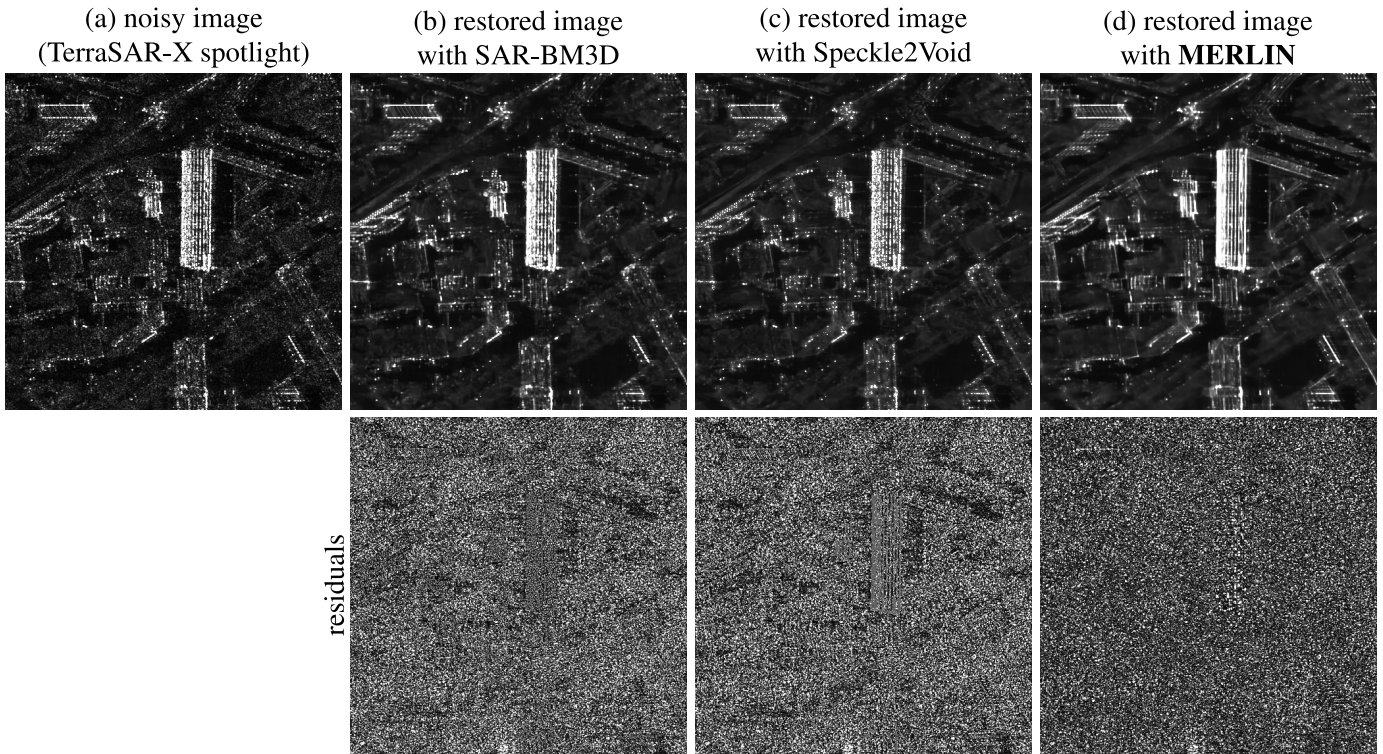 (a) noisy image
(TerraSAR-X spotlight)
(b) restored image
with SAR-BM3D
(c) restored image
with Speckle2Void
(d) restored image
with MERLIN
residuals